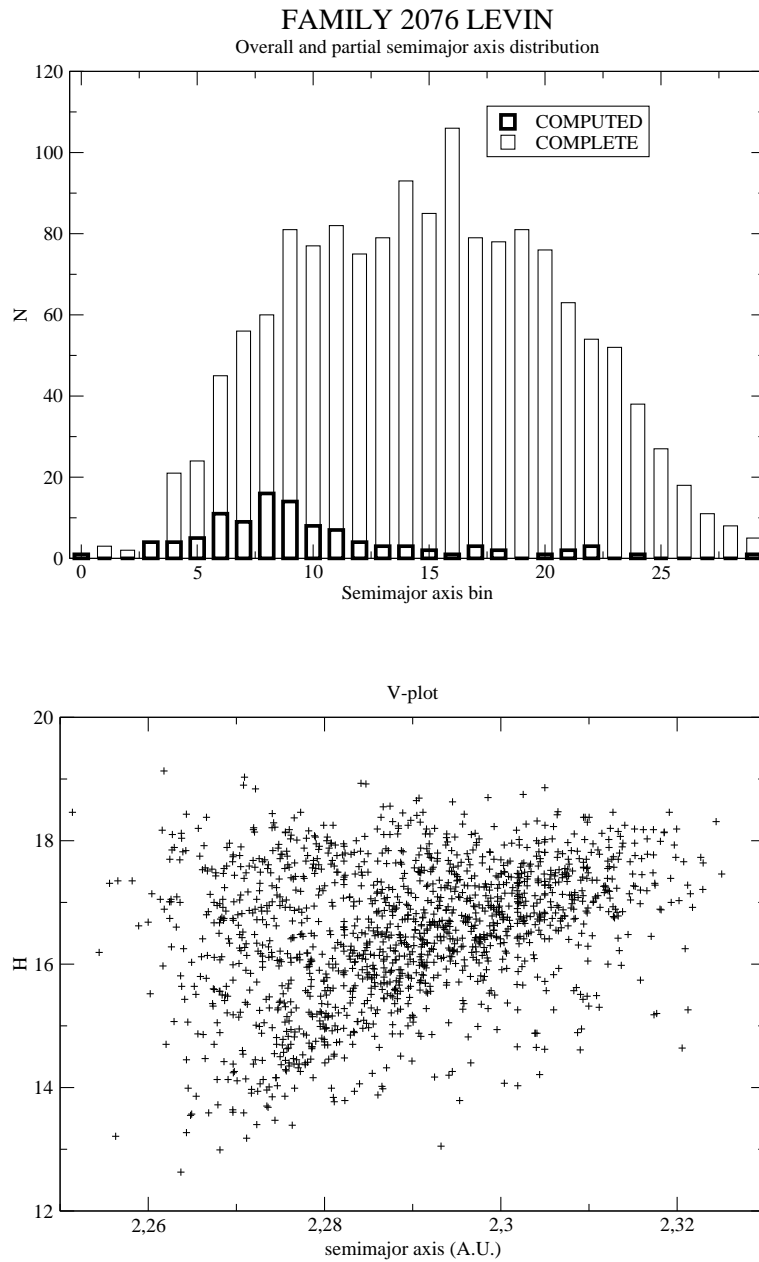 FAMILY 2076 LEVIN
Overall and partial semimajor axis distribution
120
100
80
60
40
20
0
N
COMPUTED
COMPLETE
0 5 10 15 20 25
Semimajor axis bin
V-plot
20
18
16
14
12
H
2,26 2,28 2,3 2,32
semimajor axis (A.U.)